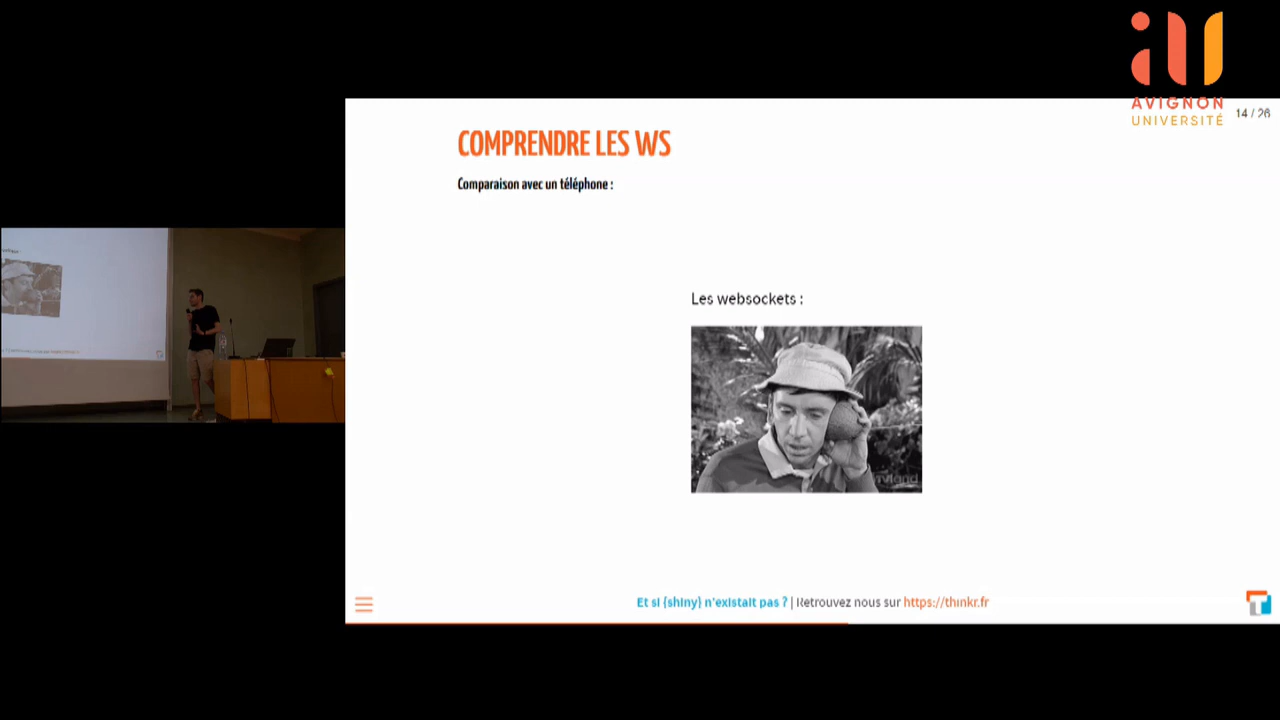 AVIGNON
UNIVERSITÉ
14 / 26
COMPRENDRE LES WS
Comparaison avec un téléphone :
Les websockets :
tvland
Et si {shiny} n'existait pas ? | Retrouvez nous sur https://thinkr.fr